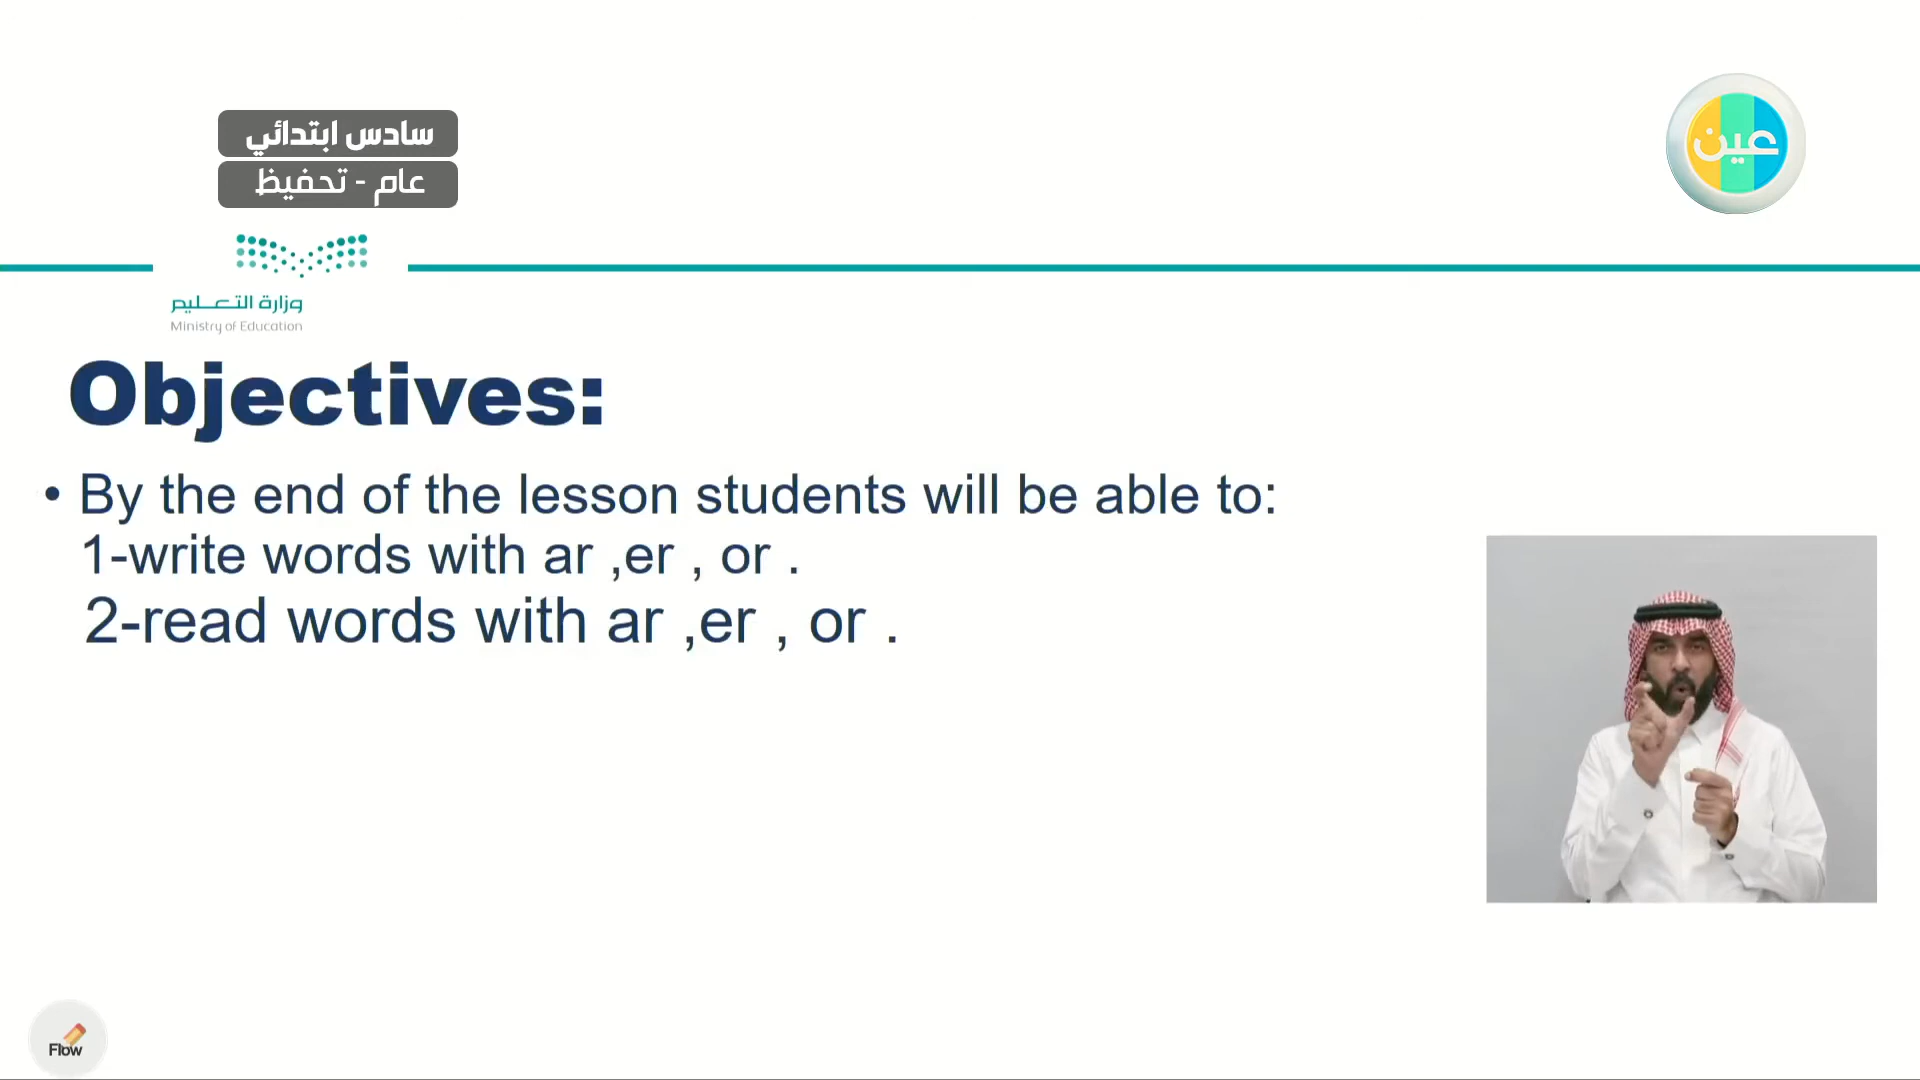 سادس ابتدائي
عام - تحفيظ
عين
وزارة التعليم
Ministry of Education
Objectives:
• By the end of the lesson students will be able to:
1-write words with ar ,er , or .
2-read words with ar ,er , or .
Flow